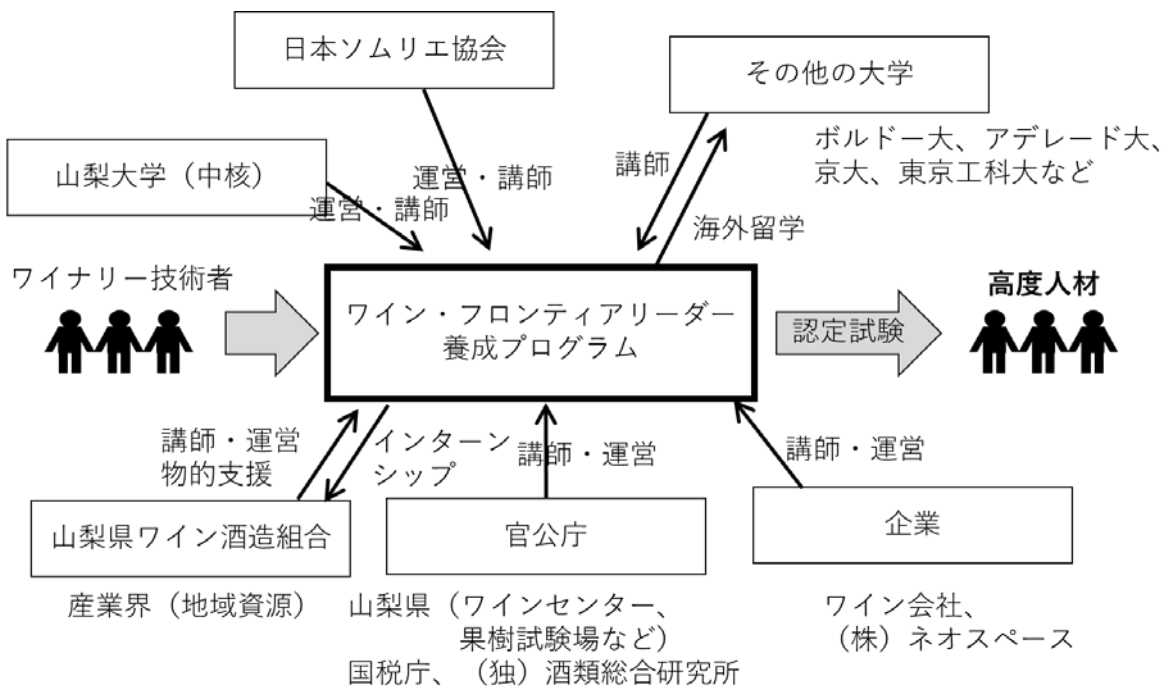 日本ソムリエ協会
その他の大学
ボルドー大、アデレード大、
京大、東京工科大など
山梨大学（中核）
運営・講師
運営・講師
講師
海外留学
ワイナリー技術者
ワイン・フロンティアリーダー
養成プログラム
認定試験
高度人材
講師・運営
物的支援
インターン
シップ
講師・運営
講師・運営
山梨県ワイン酒造組合
官公庁
企業
産業界（地域資源）
山梨県（ワインセンター、
果樹試験場など）
国税庁、（独）酒類総合研究所
ワイン会社、
（株）ネオスペース